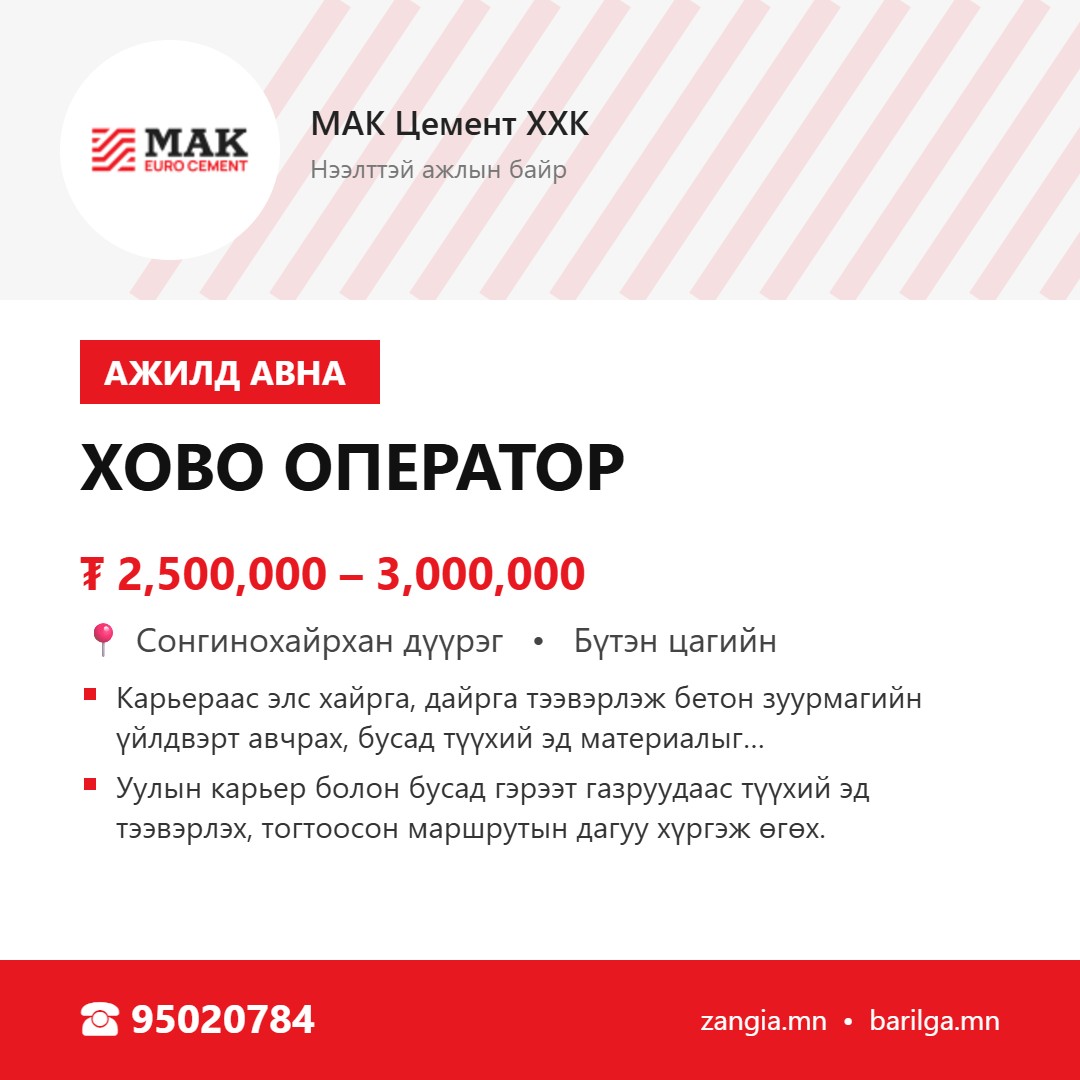 МАК
EURO CEMENT
МАК Цемент ХХК
Нээлттэй ажлын байр
АЖИЛД АВНА
ХОВО ОПЕРАТОР
₮ 2,500,000 – 3,000,000
Сонгинохайрхан дүүрэг • Бүтэн цагийн
Карьераас элс хайрга, дайрга тээвэрлэж бетон зуурмагийн
үйлдвэрт авчрах, бусад түүхий эд материалыг...
Уулын карьер болон бусад гэрээт газруудаас түүхий эд
тээвэрлэх, тогтоосон маршрутын дагуу хүргэж өгөх.
☎ 95020784
zangia.mn • barilga.mn